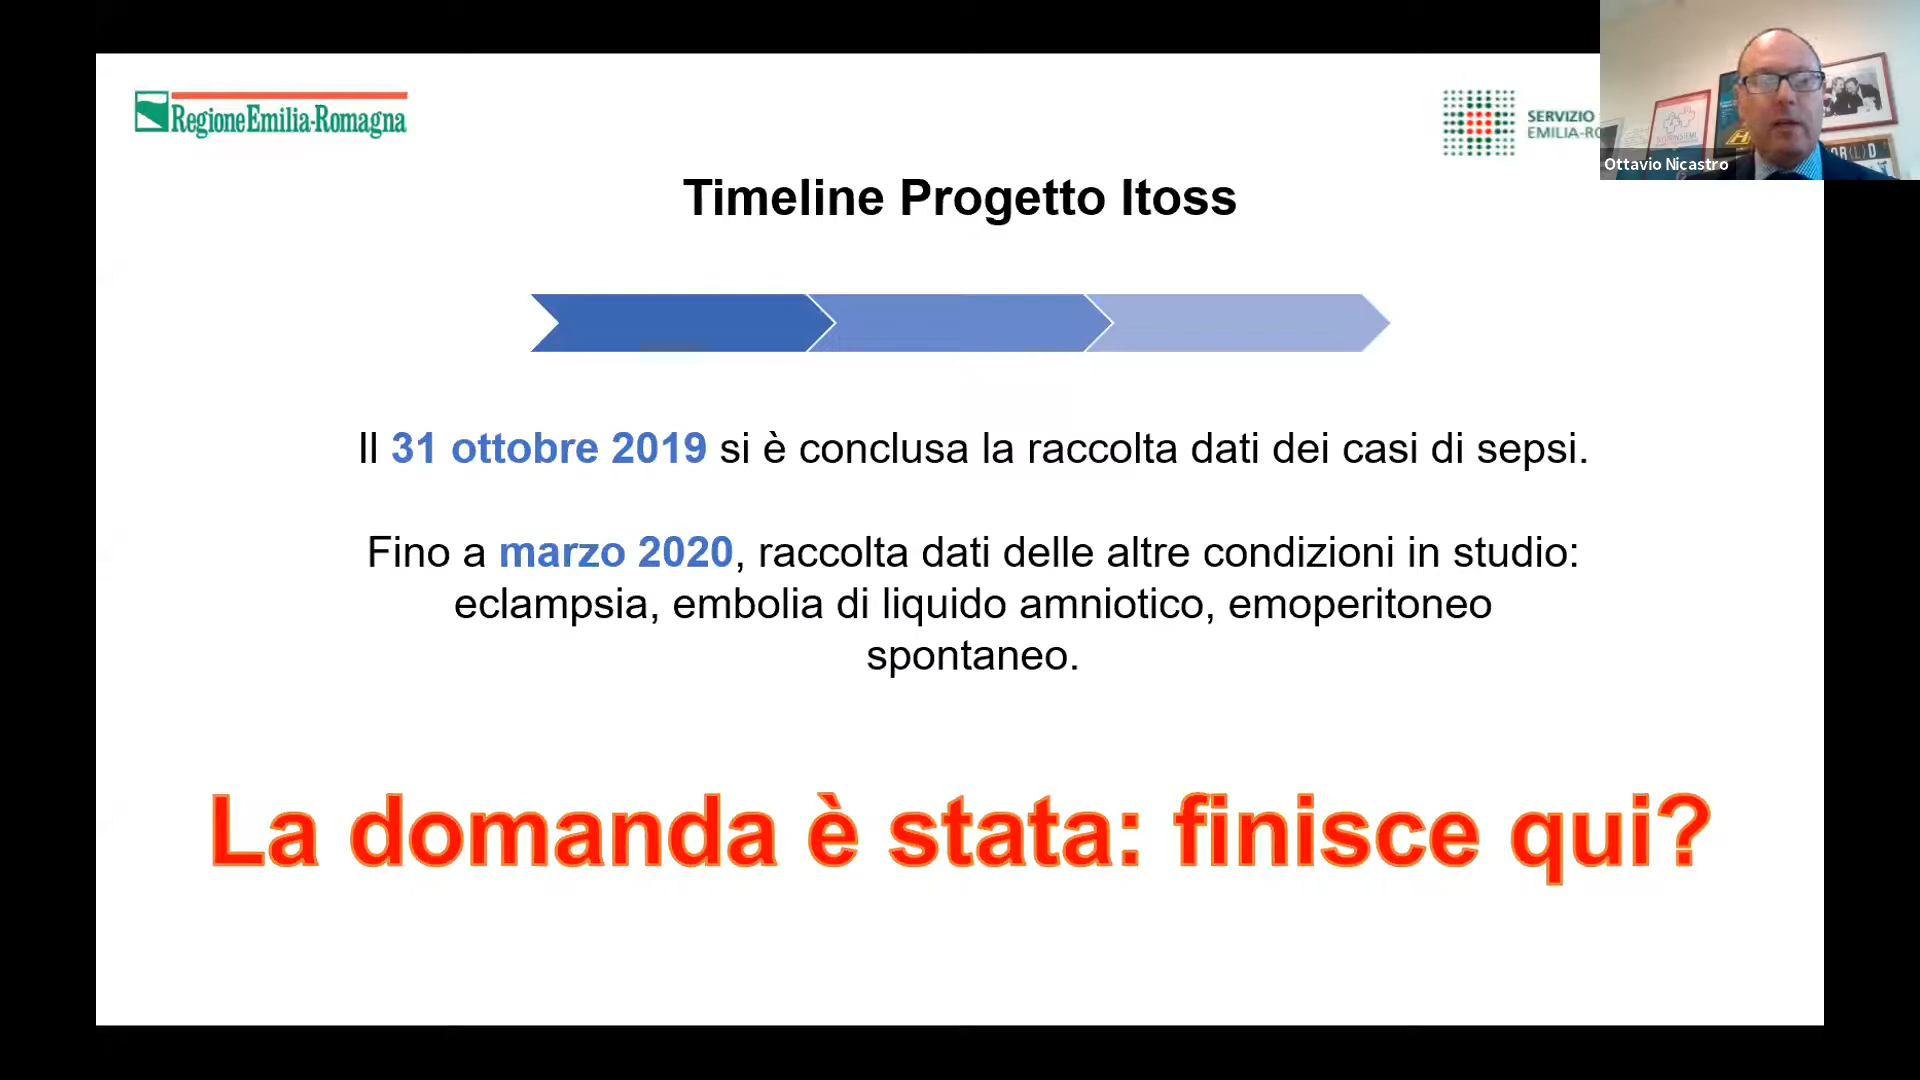 RegioneEmilia-Romagna
SERVIZIO
EMILIA-RO
Ottavio Nicastro
Timeline Progetto Itoss
Il 31 ottobre 2019 si è conclusa la raccolta dati dei casi di sepsi.
Fino a marzo 2020, raccolta dati delle altre condizioni in studio:
eclampsia, embolia di liquido amniotico, emoperitoneo
spontaneo.
La domanda è stata: finisce qui?